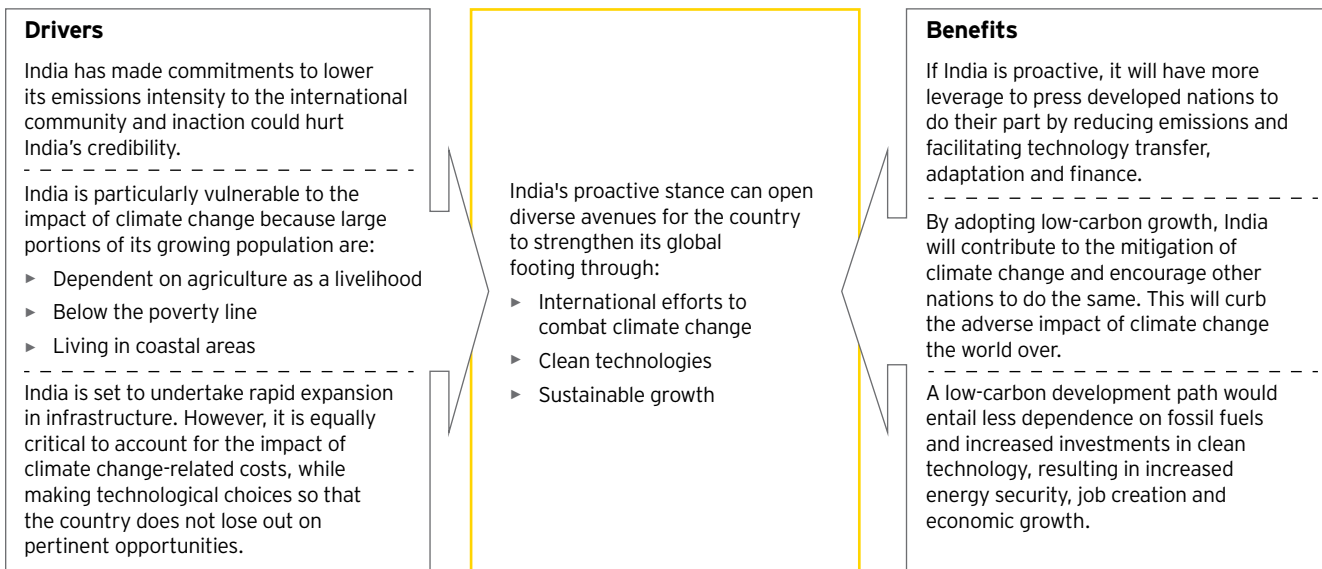 Drivers
India has made commitments to lower
its emissions intensity to the international
community and inaction could hurt
India's credibility.
India is particularly vulnerable to the
impact of climate change because large
portions of its growing population are:
► Dependent on agriculture as a livelihood
► Below the poverty line
► Living in coastal areas
India is set to undertake rapid expansion
in infrastructure. However, it is equally
critical to account for the impact of
climate change-related costs, while
making technological choices so that
the country does not lose out on
pertinent opportunities.
India's proactive stance can open
diverse avenues for the country
to strengthen its global
footing through:
► International efforts to
combat climate change
► Clean technologies
► Sustainable growth
Benefits
If India is proactive, it will have more
leverage to press developed nations to
do their part by reducing emissions and
facilitating technology transfer,
adaptation and finance.
By adopting low-carbon growth, India
will contribute to the mitigation of
climate change and encourage other
nations to do the same. This will curb
the adverse impact of climate change
the world over.
A low-carbon development path would
entail less dependence on fossil fuels
and increased investments in clean
technology, resulting in increased
energy security, job creation and
economic growth.